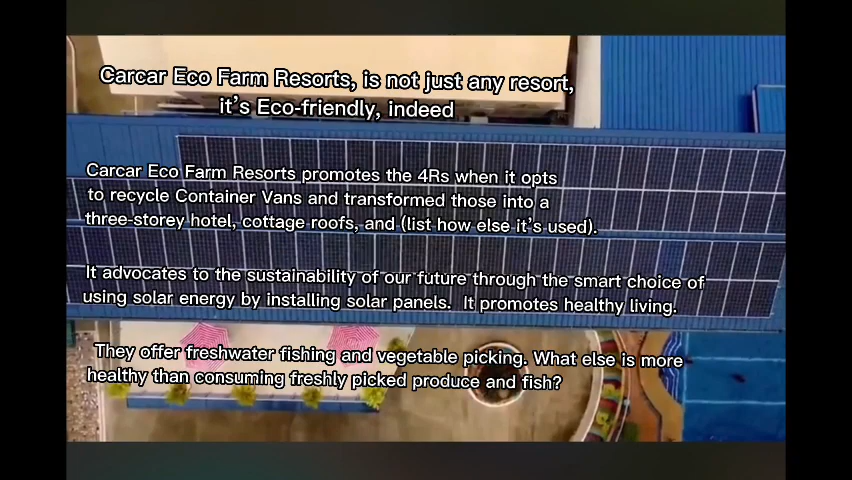 Carcar Eco Farm Resorts, is not just any resort,
it's Eco-friendly, indeed
Carcar Eco Farm Resorts promotes the 4Rs when it opts
to recycle Container Vans and transformed those into a
three-storey hotel, cottage roofs, and (list how else it's used).
It advocates to the sustainability of our future through the smart choice of
using solar energy by installing solar panels. It promotes healthy living.
They offer freshwater fishing and vegetable picking. What else is more
healthy than consuming freshly picked produce and fish?